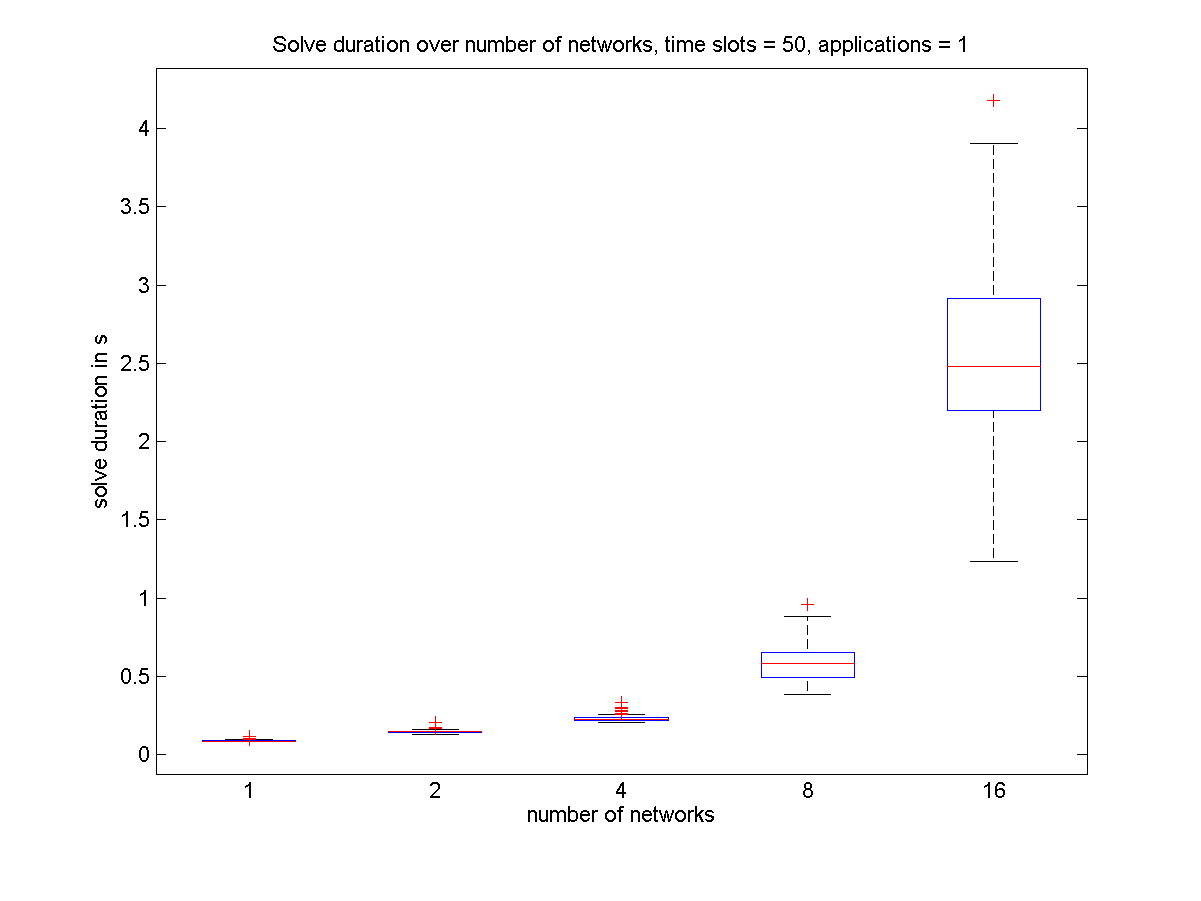 Solve duration over number of networks, time slots = 50, applications = 1
4
3.5
3
2.5
2
1.5
1
0.5
0
solve duration in s
1 2 4 8 16
number of networks